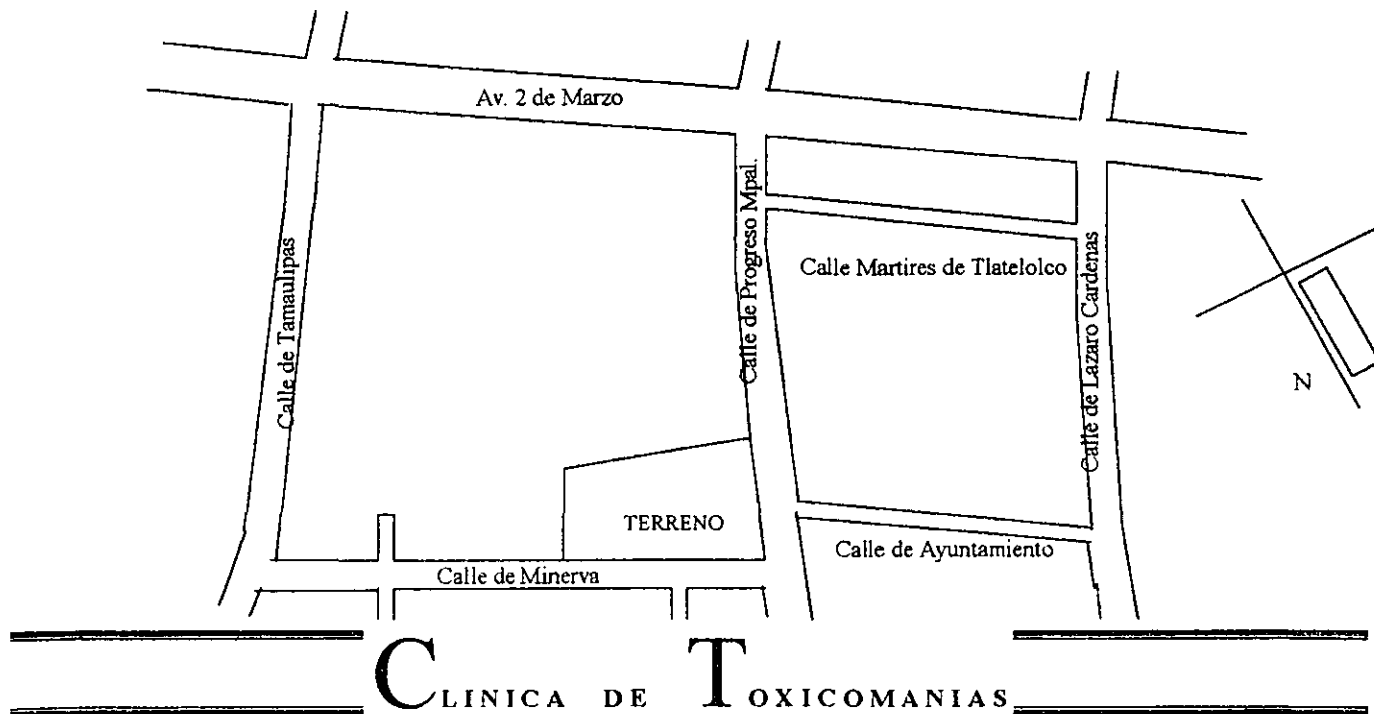 Av. 2 de Marzo
Calle de Tamaulipas
Calle de Progreso Mpal.
Calle Martires de Tlatelolco
Calle de Lazaro Cardenas
N
TERRENO
Calle de Ayuntamiento
Calle de Minerva
CLINICA DE TOXICOMANIAS